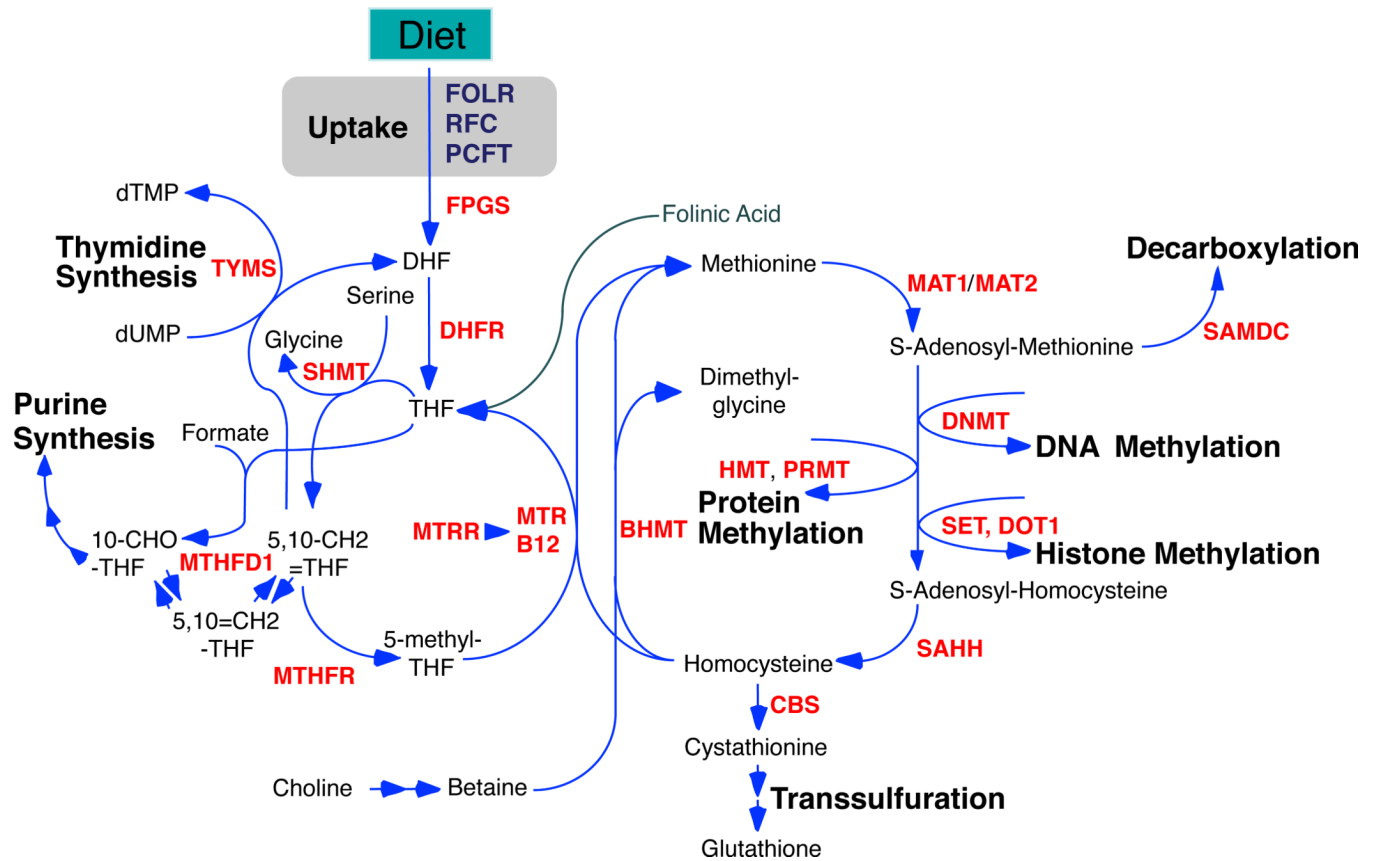 Diet
Uptake
FOLR
RFC
PCFT
FPGS
dTMP
Thymidine
Synthesis
TYMS
dUMP
DHF
Serine
DHFR
Glycine
SHMT
THF
Folinic Acid
Purine
Synthesis
Formate
10-CHO
-THF
MTHFD1
5,10-CH2
=THF
5,10=CH2
-THF
MTHFR
5-methyl-
THF
MTRR
MTR
B12
BHMT
Choline
Betaine
Methionine
MAT1/MAT2
Decarboxylation
S-Adenosyl-Methionine
SAMDC
Dimethyl-
glycine
DNMT
DNA Methylation
HMT, PRMT
Protein
Methylation
SET, DOT1
Histone Methylation
S-Adenosyl-Homocysteine
SAHH
Homocysteine
CBS
Cystathionine
Transsulfuration
Glutathione